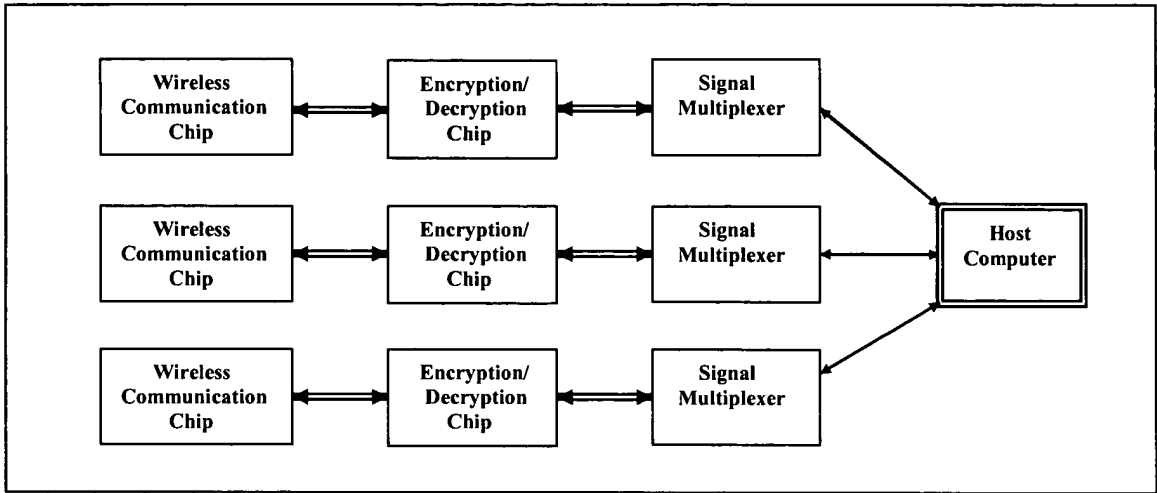 Wireless
Communication
Chip
Encryption/
Decryption
Chip
Signal
Multiplexer
Wireless
Communication
Chip
Encryption/
Decryption
Chip
Signal
Multiplexer
Host
Computer
Wireless
Communication
Chip
Encryption/
Decryption
Chip
Signal
Multiplexer